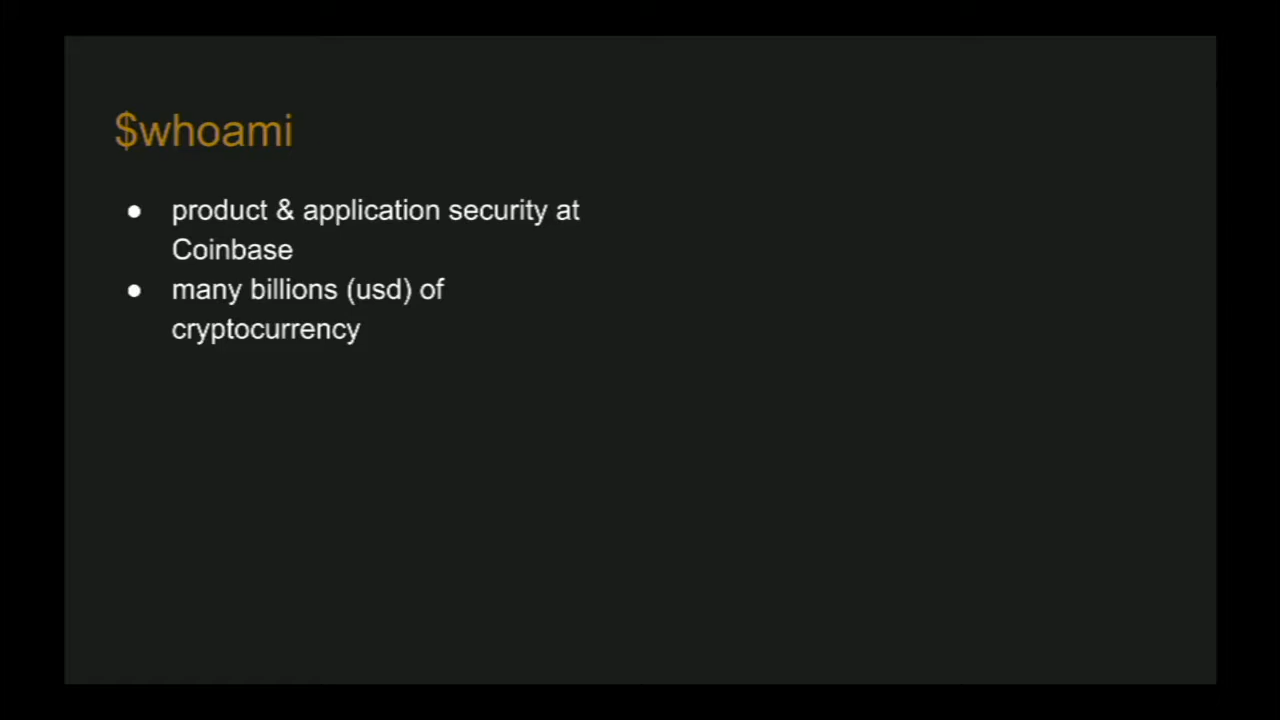 $whoami
● product & application security at
Coinbase
● many billions (usd) of
cryptocurrency